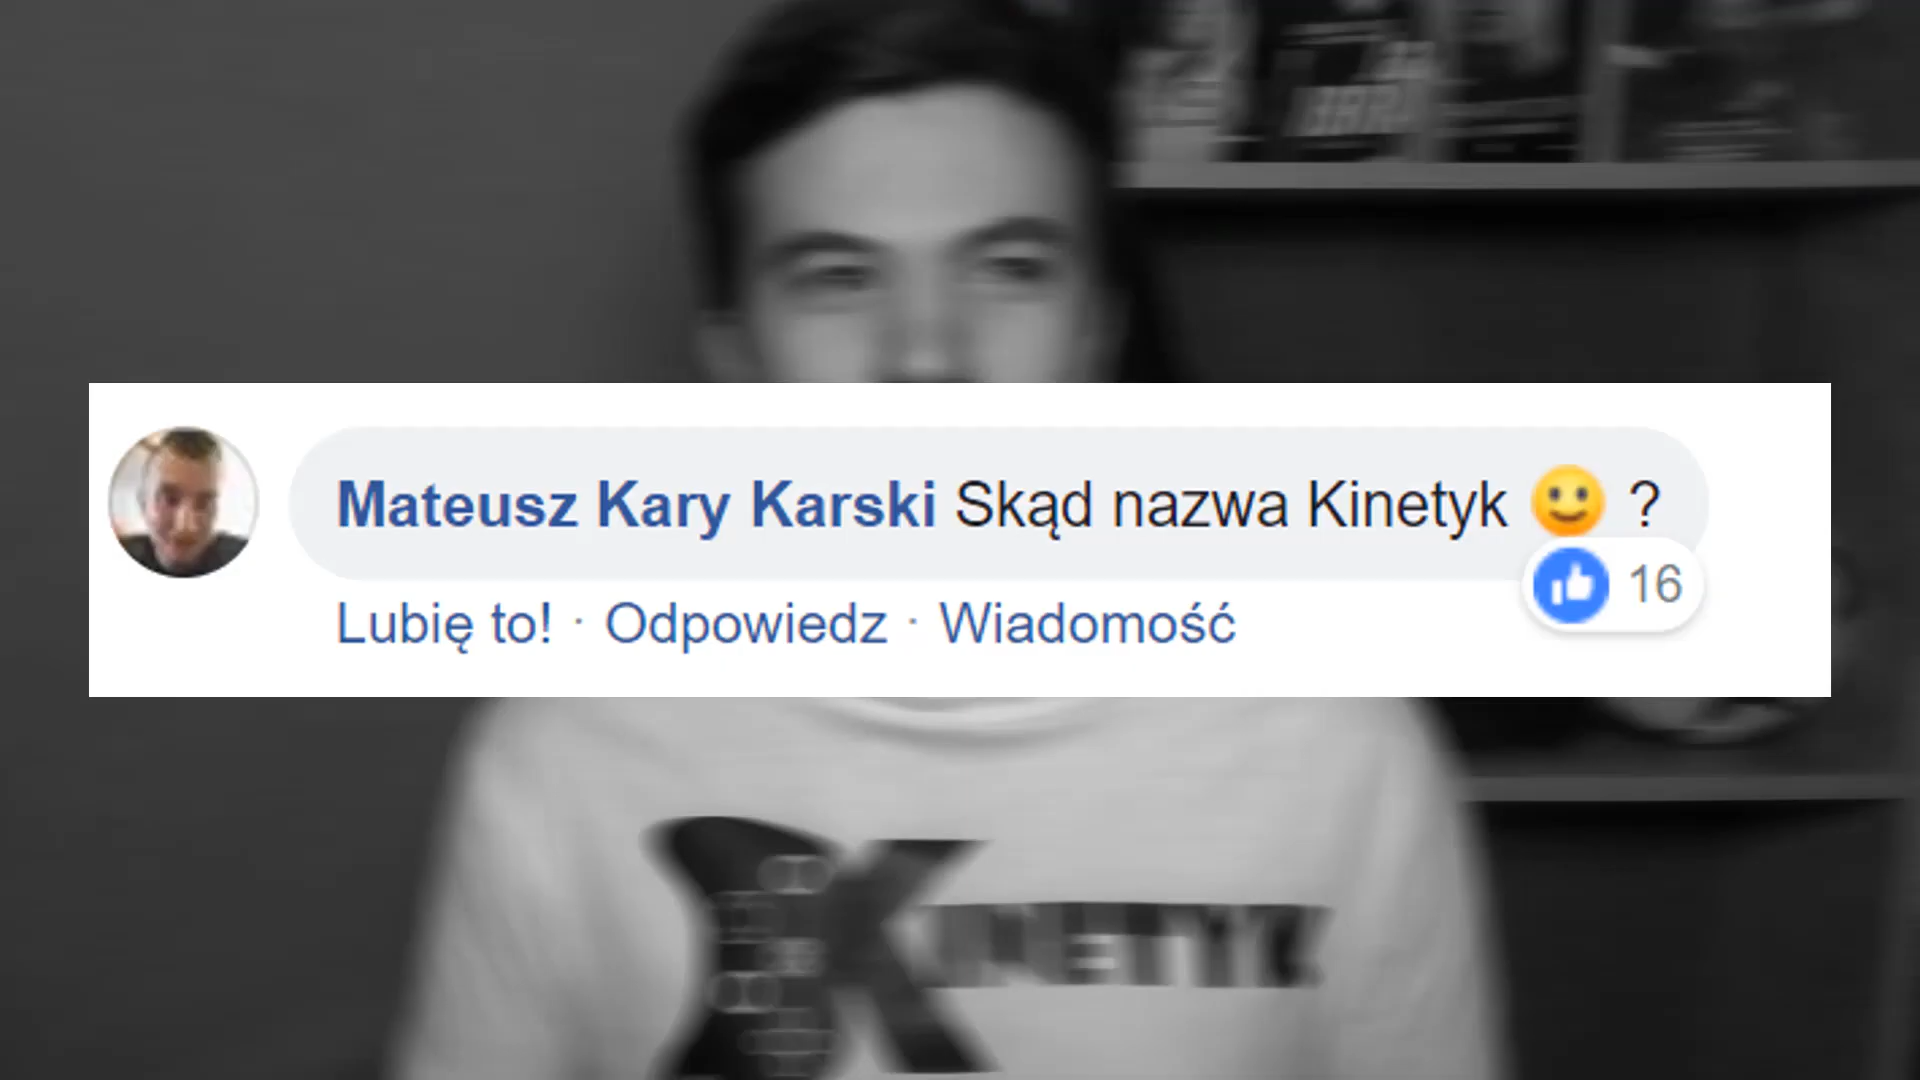 Mateusz Kary Karski Skąd nazwa Kinetyk 🙂 ?
16
Lubię to! · Odpowiedz · Wiadomość
KINETYK